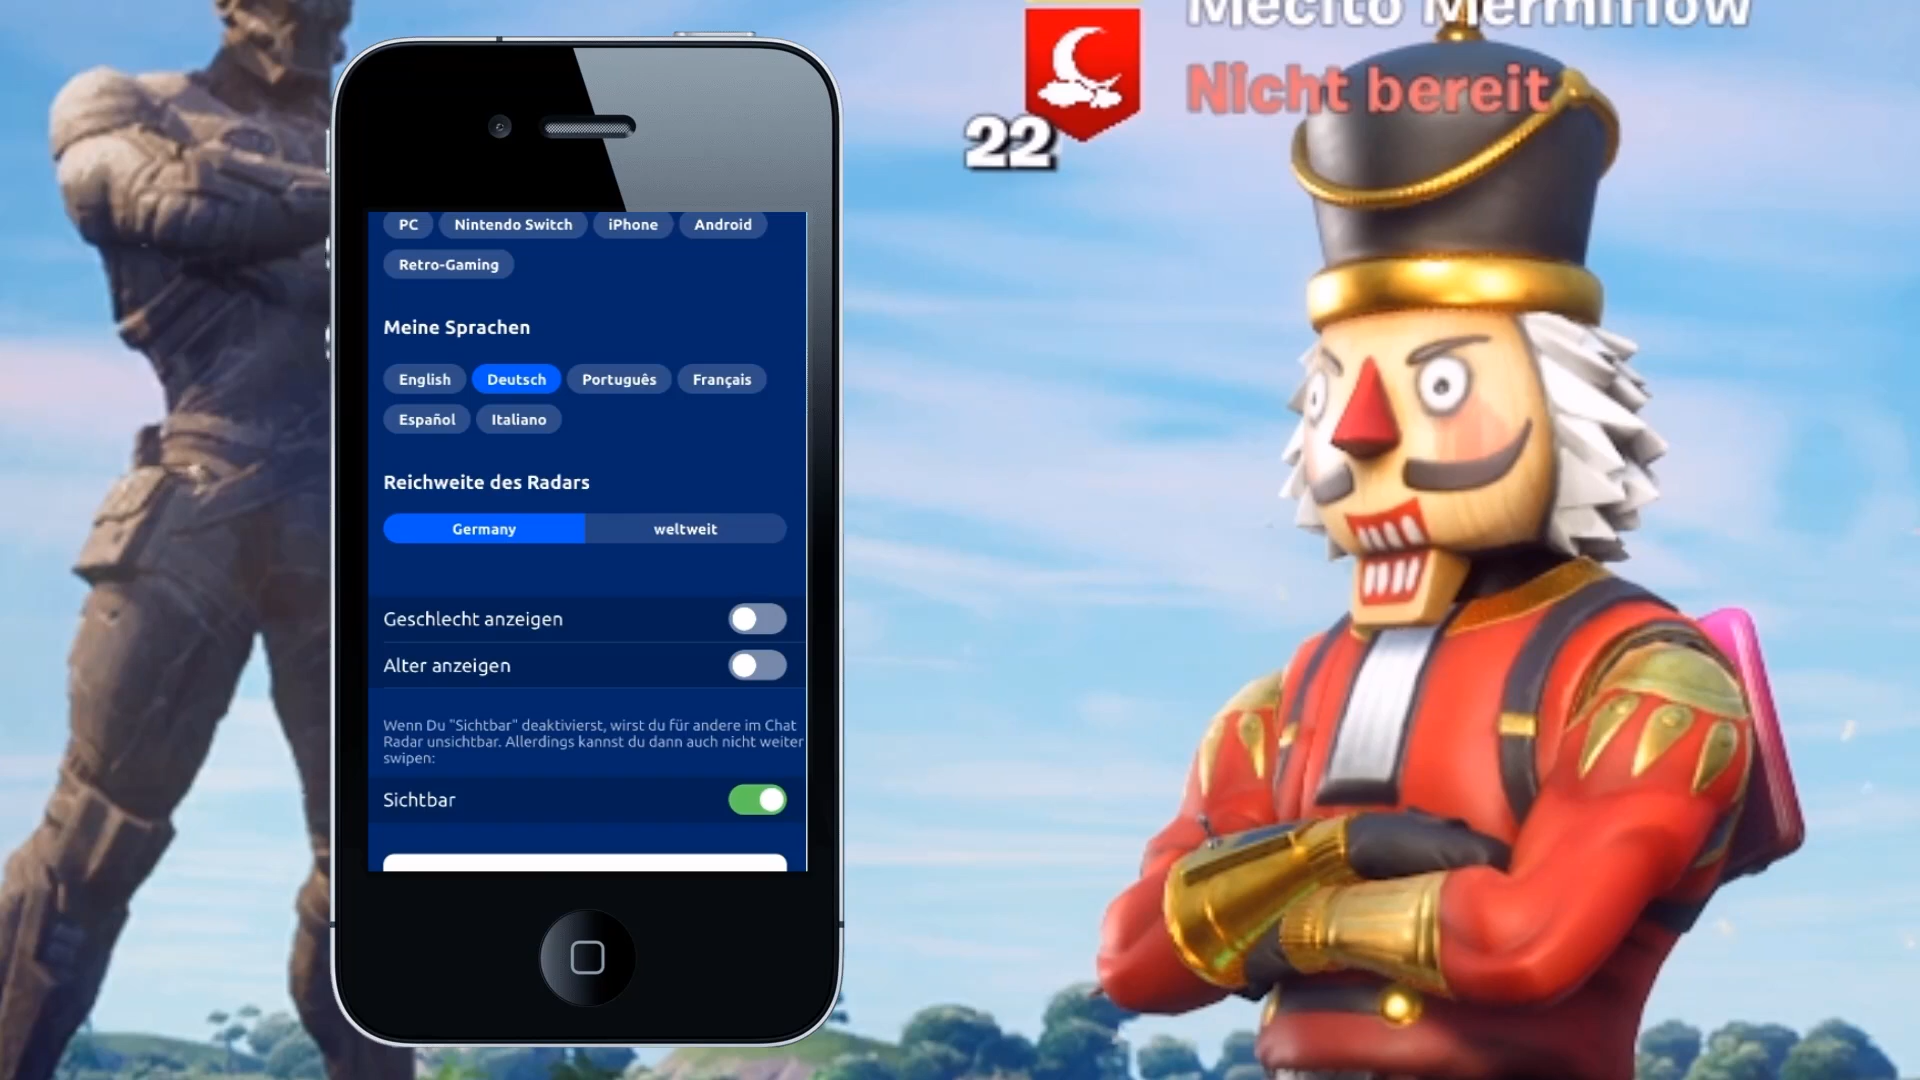 Mecito Mermiflow
Nicht bereit
22
PC Nintendo Switch iPhone Android
Retro-Gaming
Meine Sprachen
English Deutsch Português Français
Español Italiano
Reichweite des Radars
Germany weltweit
Geschlecht anzeigen
Alter anzeigen
Wenn Du "Sichtbar" deaktivierst, wirst du für andere im Chat
Radar unsichtbar. Allerdings kannst du dann auch nicht weiter
swipen:
Sichtbar